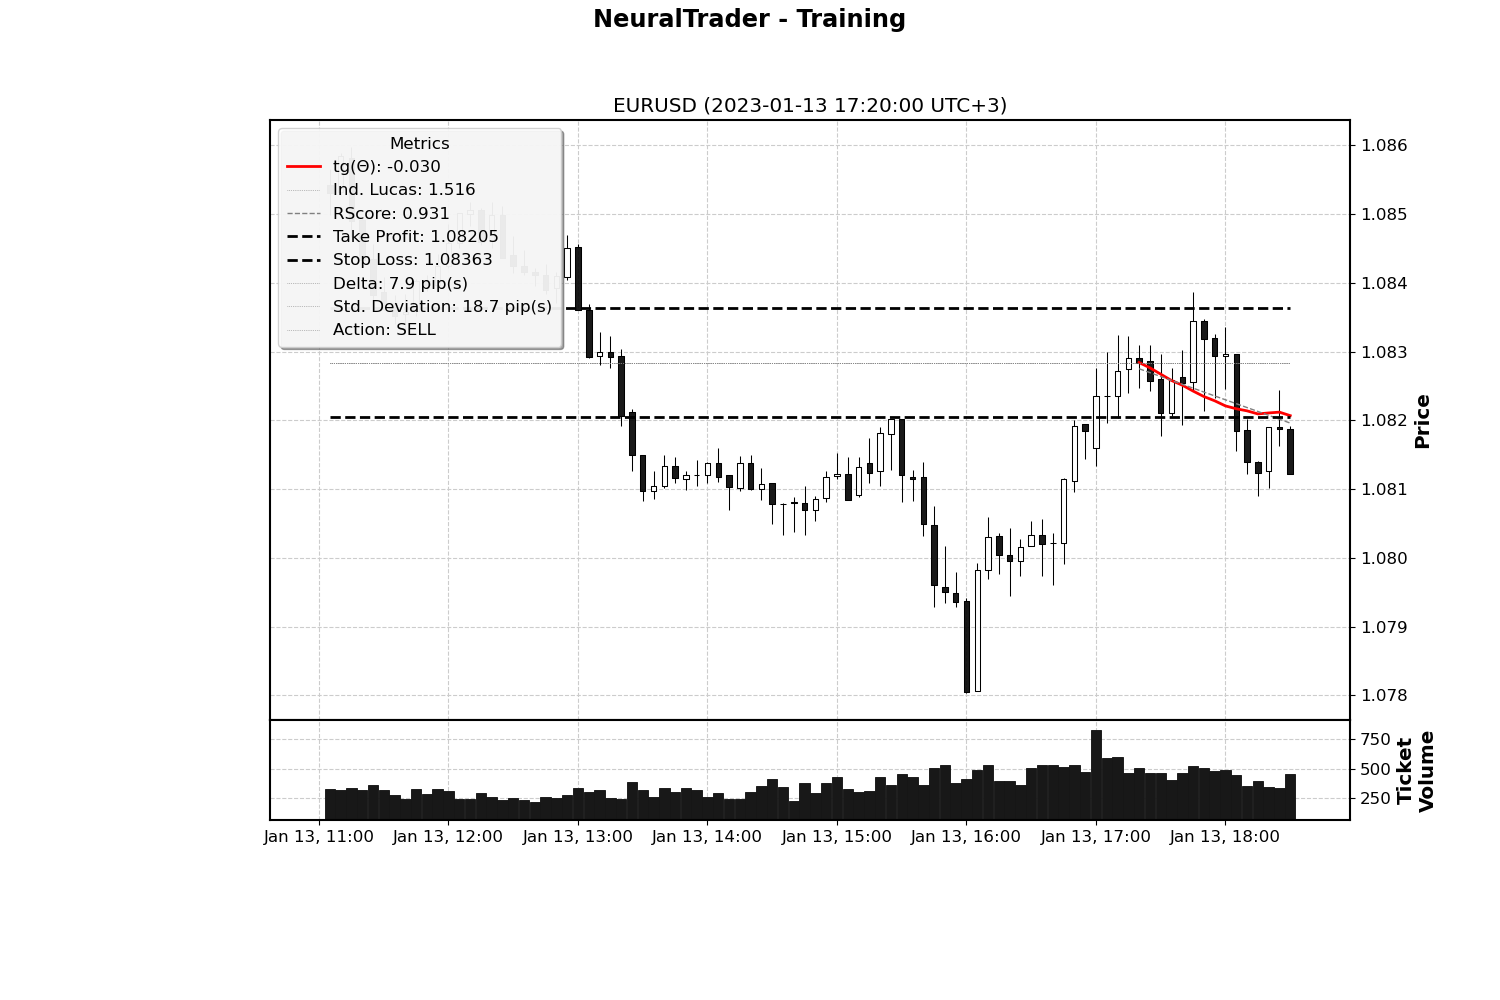 NeuralTrader - Training
EURUSD (2023-01-13 17:20:00 UTC+3)
Metrics
tg(Θ): -0.030
Ind. Lucas: 1.516
RScore: 0.931
Take Profit: 1.08205
Stop Loss: 1.08363
Delta: 7.9 pip(s)
Std. Deviation: 18.7 pip(s)
Action: SELL
1.086
1.085
1.084
1.083
1.082
1.081
1.080
1.079
1.078
Price
750
500
250
Ticket
Volume
Jan 13, 11:00 Jan 13, 12:00 Jan 13, 13:00 Jan 13, 14:00 Jan 13, 15:00 Jan 13, 16:00 Jan 13, 17:00 Jan 13, 18:00